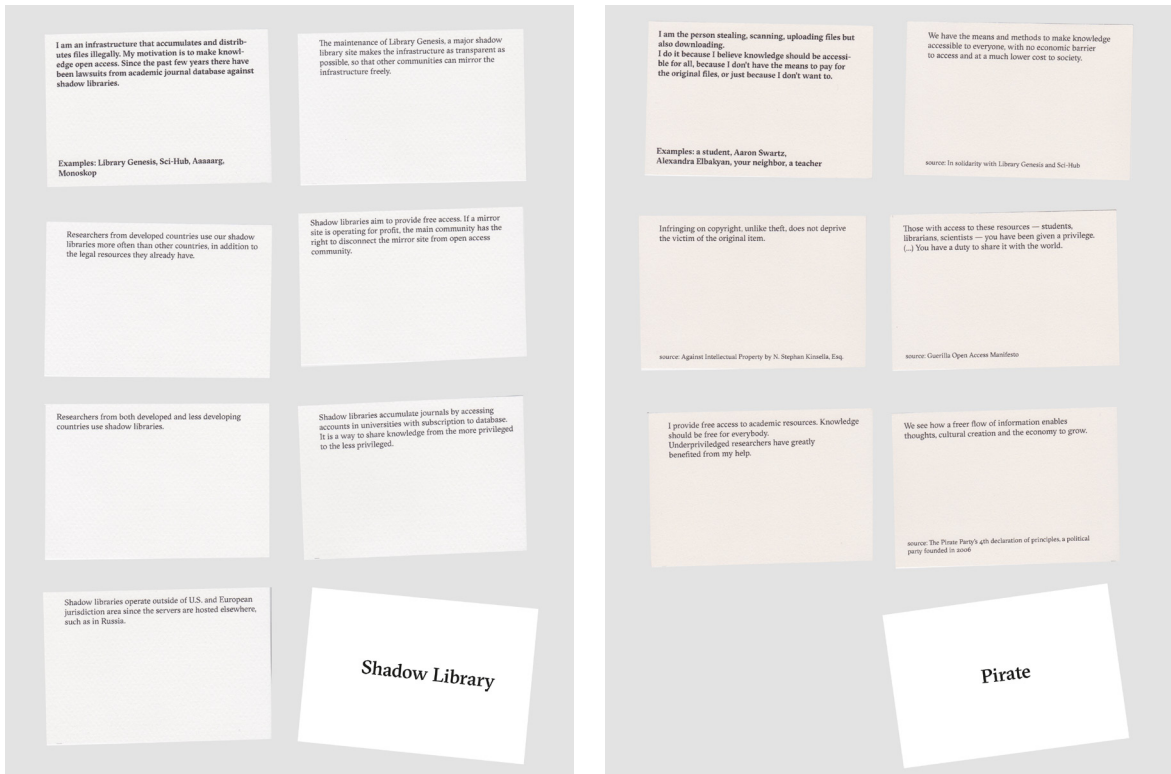 I am an infrastructure that accumulates and distrib-
utes files illegally. My motivation is to make knowl-
edge open access. Since the past few years there have
been lawsuits from academic journal database against
shadow libraries.
Examples: Library Genesis, Sci-Hub, Aaaaarg,
Monoskop
The maintenance of Library Genesis, a major shadow
library site makes the infrastructure as transparent as
possible, so that other communities can mirror the
infrastructure freely.
Researchers from developed countries use our shadow
libraries more often than other countries, in addition to
the legal resources they already have.
Shadow libraries aim to provide free access. If a mirror
site is operating for profit, the main community has the
right to disconnect the mirror site from open access
community.
Researchers from both developed and less developing
countries use shadow libraries.
Shadow libraries accumulate journals by accessing
accounts in universities with subscription to database.
It is a way to share knowledge from the more privileged
to the less privileged.
Shadow libraries operate outside of U.S. and European
jurisdiction area since the servers are hosted elsewhere,
such as in Russia.
Shadow Library
I am the person stealing, scanning, uploading files but
also downloading.
I do it because I believe knowledge should be accessi-
ble for all, because I don't have the means to pay for
the original files, or just because I don't want to.
Examples: a student, Aaron Swartz,
Alexandra Elbakyan, your neighbor, a teacher
We have the means and methods to make knowledge
accessible to everyone, with no economic barrier
to access and at a much lower cost to society.
source: In solidarity with Library Genesis and Sci-Hub
Infringing on copyright, unlike theft, does not deprive
the victim of the original item.
source: Against Intellectual Property by N. Stephan Kinsella, Esq.
Those with access to these resources — students,
librarians, scientists — you have been given a privilege.
(...) You have a duty to share it with the world.
source: Guerilla Open Access Manifesto
I provide free access to academic resources. Knowledge
should be free for everybody.
Underpriviledged researchers have greatly
benefited from my help.
We see how a freer flow of information enables
thoughts, cultural creation and the economy to grow.
source: The Pirate Party's 4th declaration of principles, a political
party founded in 2006
Pirate